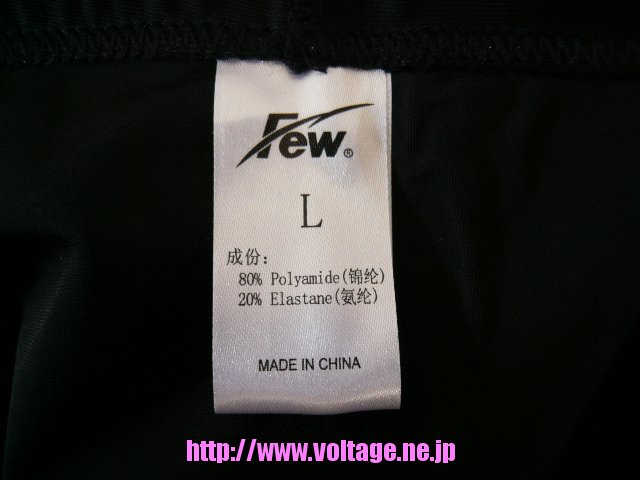 Few®
L
成份:
80% Polyamide(锦纶)
20% Elastane(氨纶)
MADE IN CHINA
http://www.voltage.ne.jp